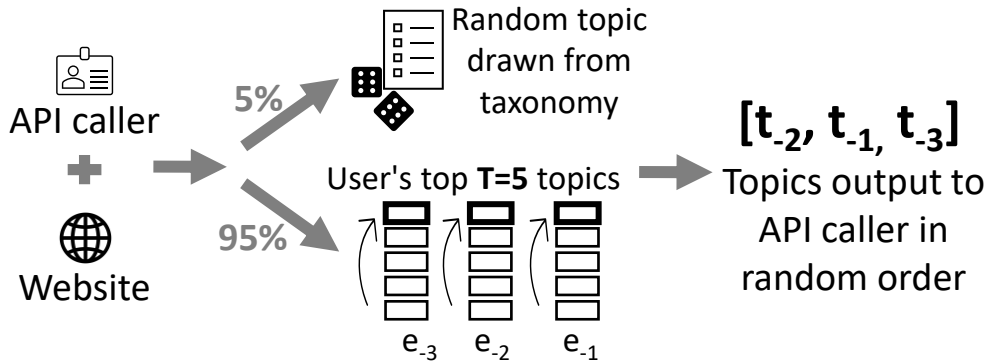 API caller
Website
5%
95%
Random topic
drawn from
taxonomy
User's top T=5 topics
e-3
e-2
e-1
[t-2, t-1, t-3]
Topics output to
API caller in
random order